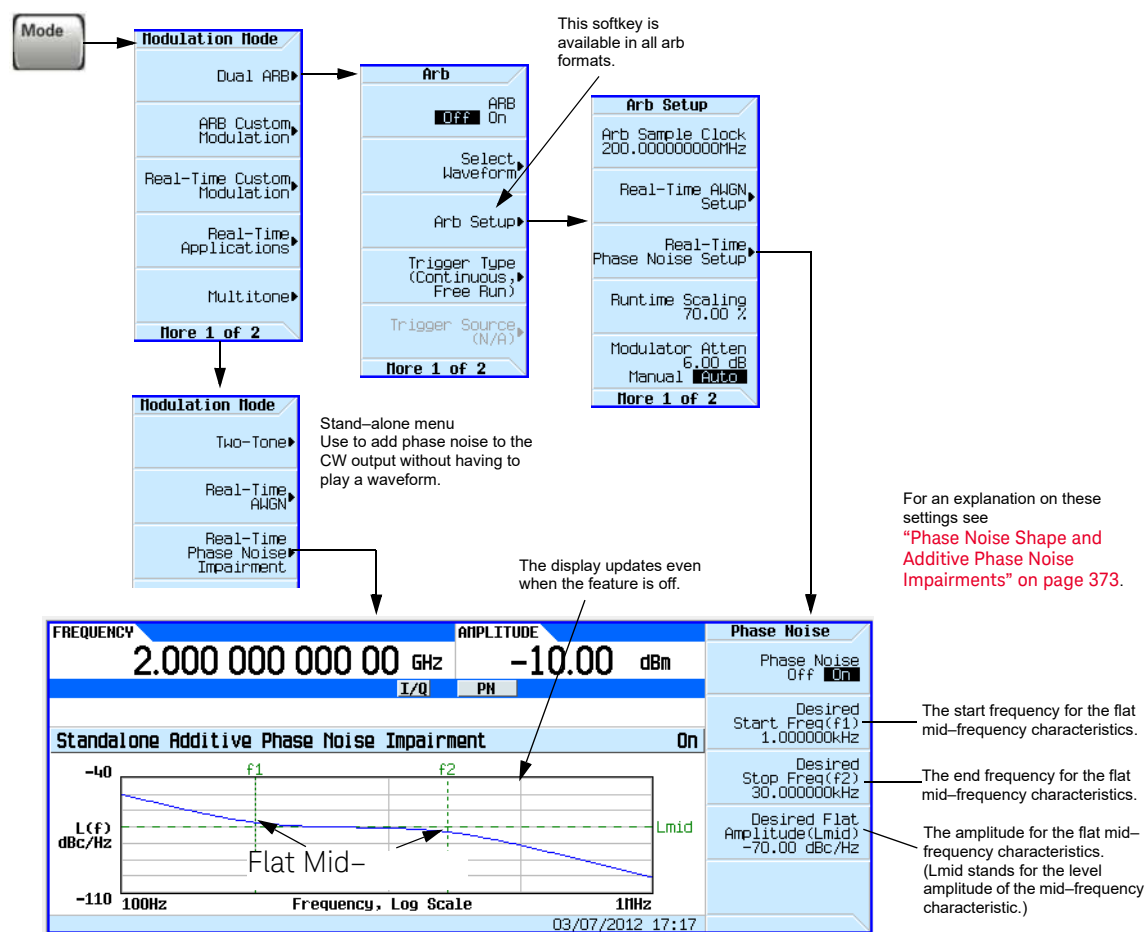 Mode
Modulation Mode
Dual ARB
ARB Custom
Modulation
Real-Time Custom
Modulation
Real-Time
Applications
Multitone
More 1 of 2
Arb
ARB
Off On
Select
Waveform
Arb Setup
Trigger Type
(Continuous,
Free Run)
Trigger Source
(N/A)
More 1 of 2
This softkey is
available in all arb
formats.
Arb Setup
Arb Sample Clock
200.000000000MHz
Real-Time AWGN
Setup
Real-Time
Phase Noise Setup
Runtime Scaling
70.00 %
Modulator Atten
6.00 dB
Manual Auto
More 1 of 2
Modulation Mode
Two-Tone
Real-Time
AWGN
Real-Time
Phase Noise
Impairment
Stand–alone menu
Use to add phase noise to the
CW output without having to
play a waveform.
For an explanation on these
settings see
“Phase Noise Shape and
Additive Phase Noise
Impairments” on page 373.
The display updates even
when the feature is off.
FREQUENCY
2.000 000 000 00 GHz
AMPLITUDE
-10.00 dBm
I/Q
PN
Standalone Additive Phase Noise Impairment On
-40
f1
f2
L(f)
dBc/Hz
Lmid
Flat Mid–
-110
100Hz
Frequency, Log Scale
1MHz
03/07/2012 17:17
Phase Noise
Phase Noise
Off On
Desired
Start Freq(f1)
1.000000kHz
Desired
Stop Freq(f2)
30.000000kHz
Desired Flat
Amplitude(Lmid)
-70.00 dBc/Hz
The start frequency for the flat
mid–frequency characteristics.
The end frequency for the flat
mid–frequency characteristics.
The amplitude for the flat mid–
frequency characteristics.
(Lmid stands for the level
amplitude of the mid–frequency
characteristic.)